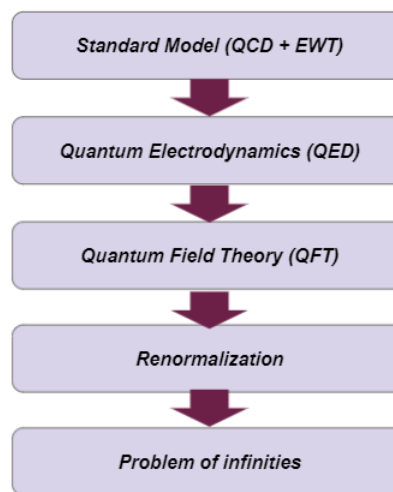 Standard Model (QCD + EWT)
Quantum Electrodynamics (QED)
Quantum Field Theory (QFT)
Renormalization
Problem of infinities